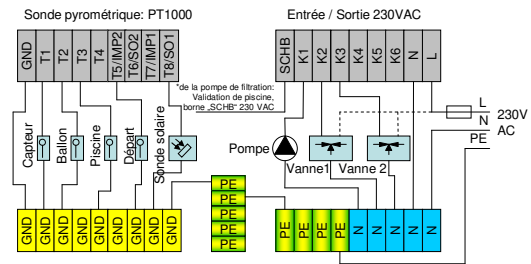 Sonde pyrométrique: PT1000
Entrée / Sortie 230VAC
GND
T1
T2
T3
T4
T5/IMP2
T6/SO2
T7/IMP1
T8/SO1
SCHB
K1
K2
K3
K4
K5
K6
N
L
*de la pompe de filtration:
Validation de piscine,
borne „SCHB“ 230 VAC
L
N
PE
230V
AC
Capteur
Ballon
Piscine
Départ
Sonde solaire
Pompe
Vanne1
Vanne 2
GND
GND
GND
GND
GND
GND
GND
GND
GND
PE
PE
PE
PE
PE
PE
PE
PE
PE
N
N
N
N
N